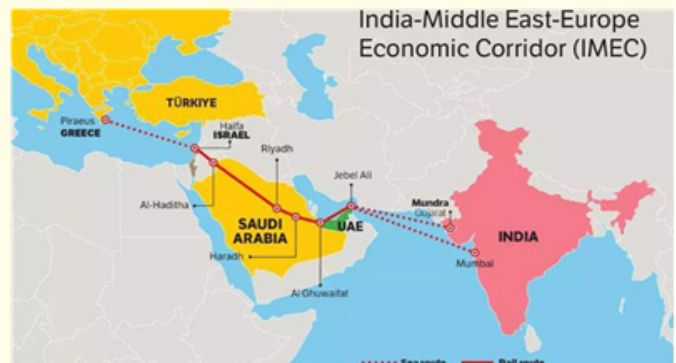 India-Middle East-Europe
Economic Corridor (IMEC)
TÜRKIYE
Piraeus
GREECE
Haifa
ISRAEL
Riyadh
Jebel Ali
Al-Haditha
Mundra
Gujarat
SAUDI
ARABIA
UAE
INDIA
Haradh
Mumbai
Al Ghuwaifat
Sea route
Rail route